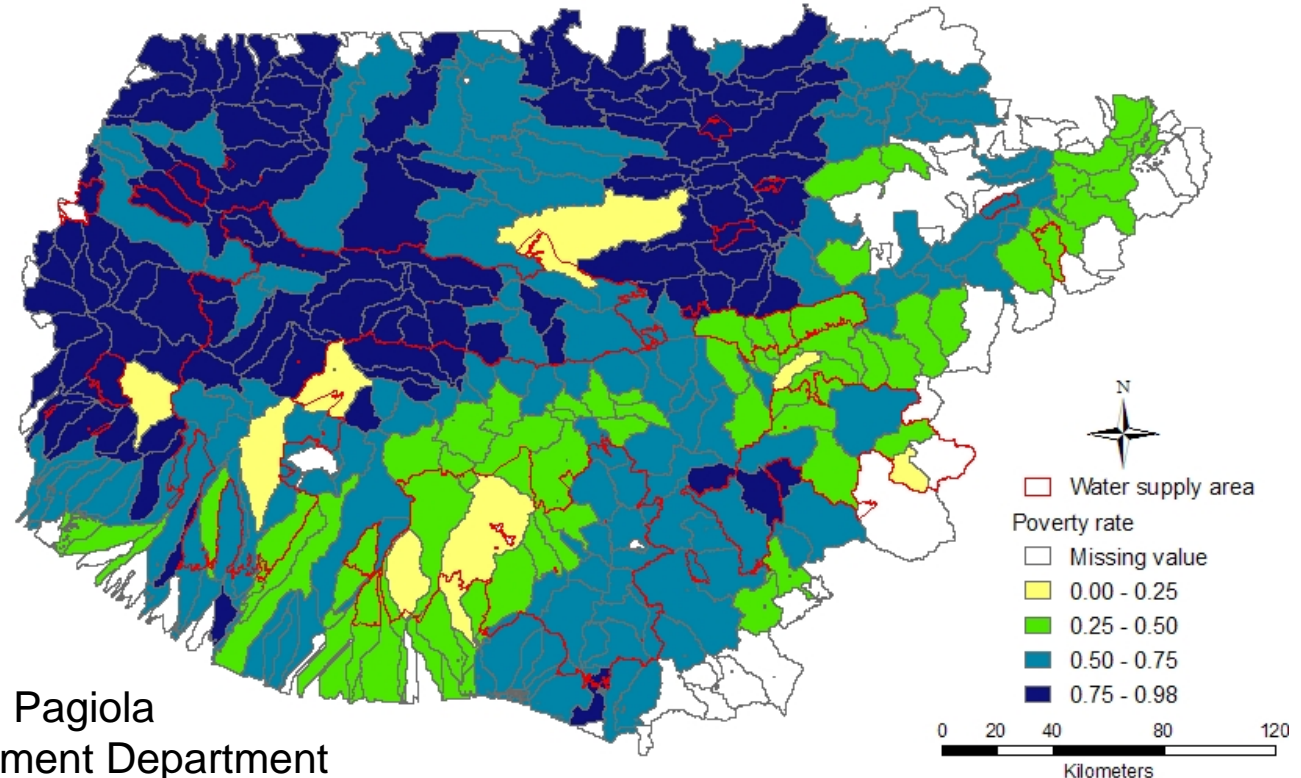 N
Water supply area
Poverty rate
Missing value
0.00 - 0.25
0.25 - 0.50
0.50 - 0.75
0.75 - 0.98
0 20 40 80 120
Kilometers
Pagiola
ment Department